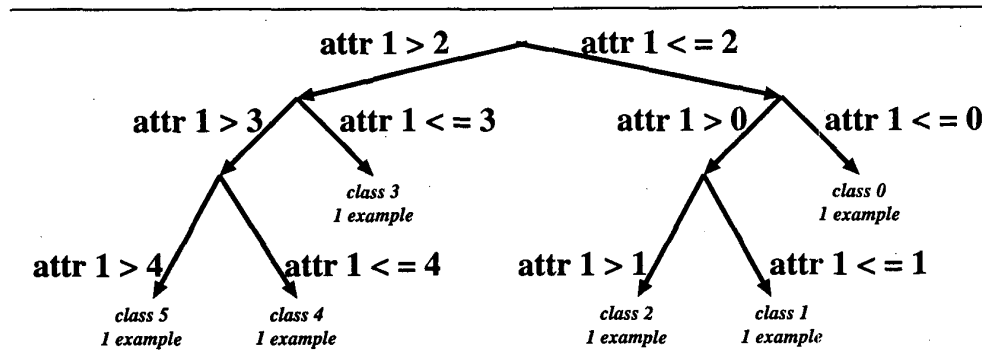 attr 1 > 2
attr 1 < = 2
attr 1 > 3
attr 1 < = 3
attr 1 > 0
attr 1 < = 0
class 3
1 example
class 0
1 example
attr 1 > 4
attr 1 < = 4
attr 1 > 1
attr 1 < = 1
class 5
1 example
class 4
1 example
class 2
1 example
class 1
1 example